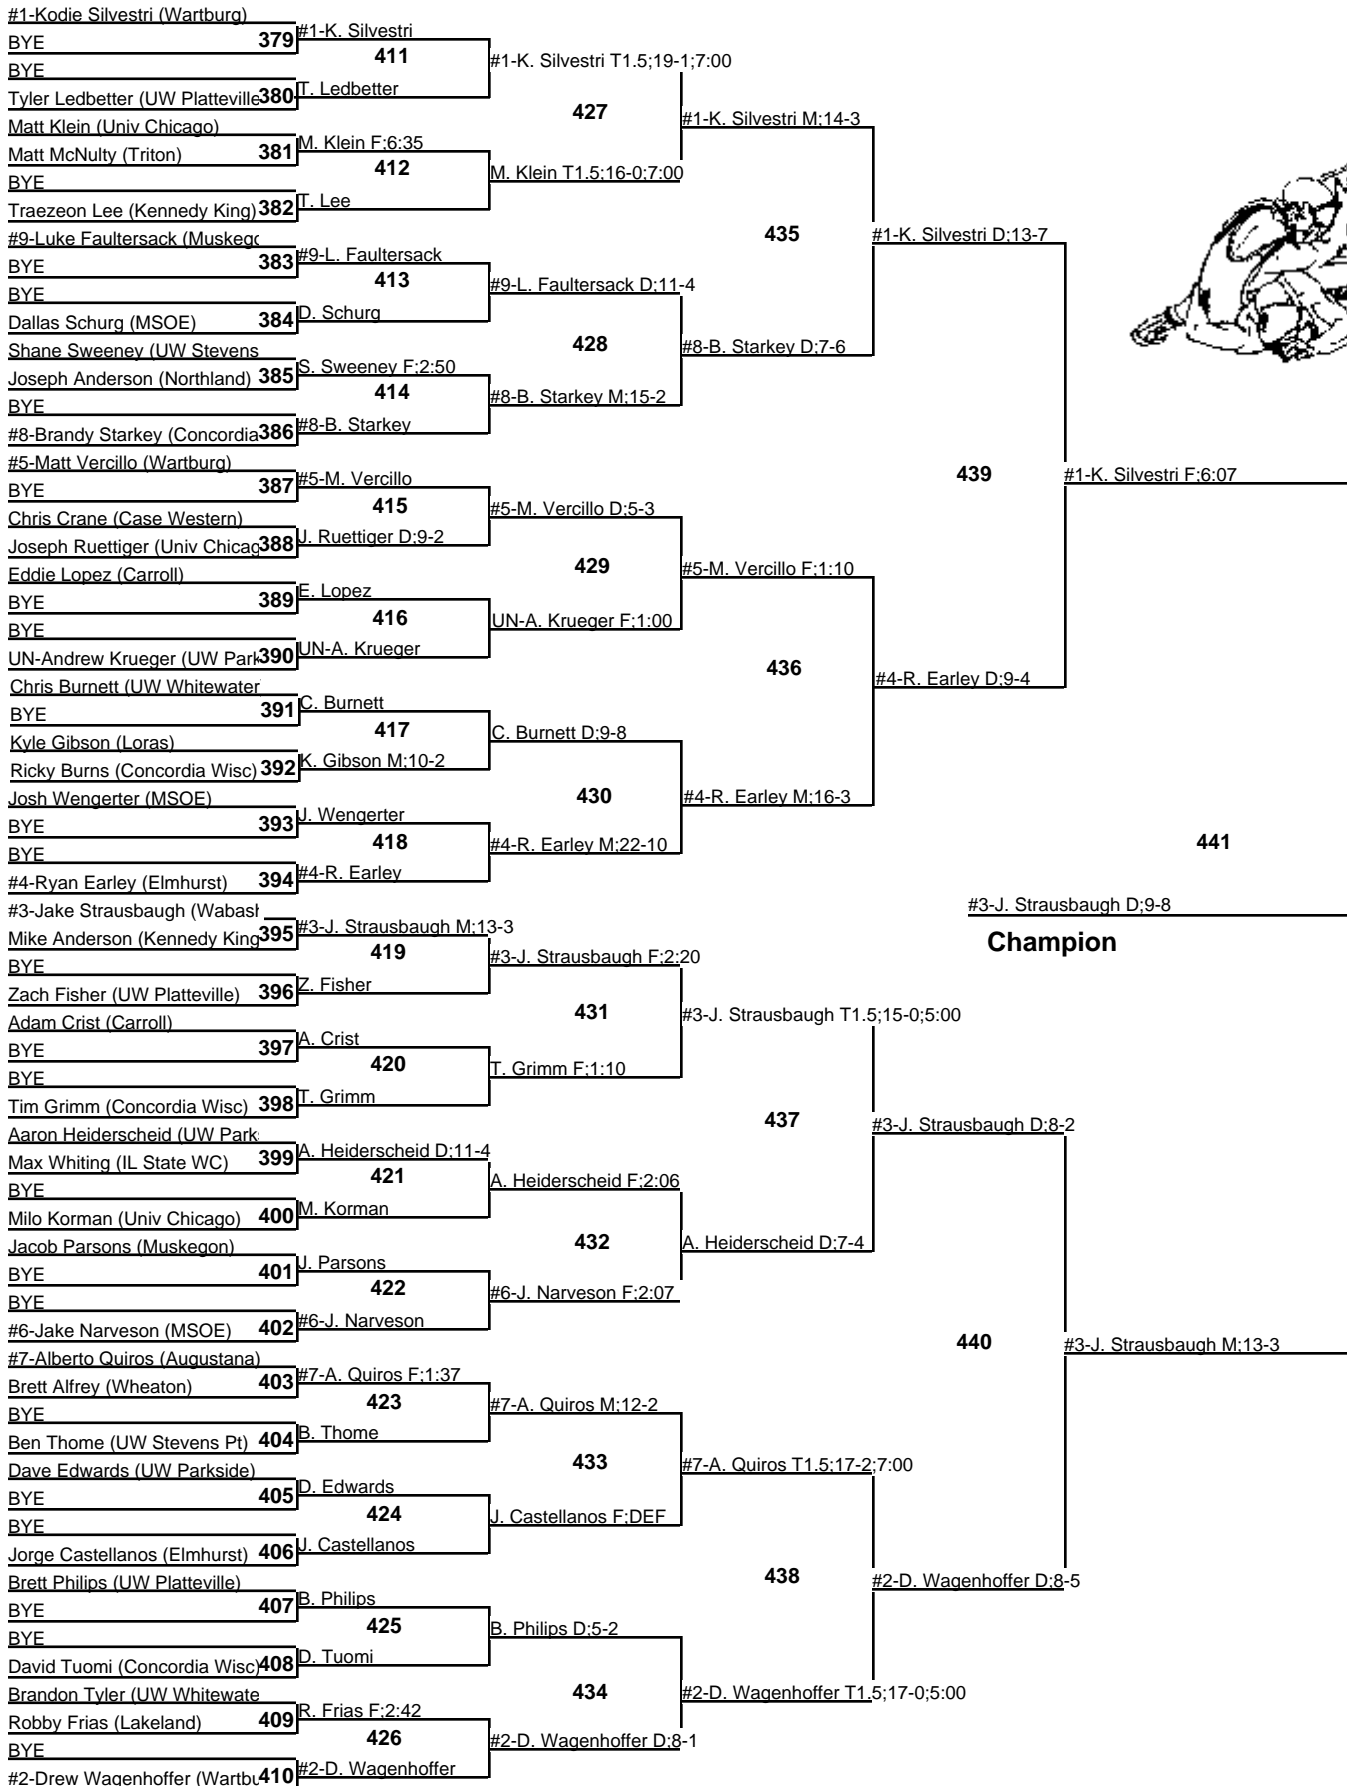 #1-Kodie Silvestri (Wartburg)
BYE
379
BYE
Tyler Ledbetter (UW Platteville
380
Matt Klein (Univ Chicago)
Matt McNulty (Triton)
381
BYE
Traezeon Lee (Kennedy King)
382
#9-Luke Faultersack (Muskego
BYE
383
BYE
Dallas Schurg (MSOE)
384
Shane Sweeney (UW Stevens
Joseph Anderson (Northland)
385
BYE
#8-Brandy Starkey (Concordia
386
#5-Matt Vercillo (Wartburg)
BYE
387
Chris Crane (Case Western)
Joseph Ruettiger (Univ Chicag
388
Eddie Lopez (Carroll)
BYE
389
BYE
UN-Andrew Krueger (UW Park
390
Chris Burnett (UW Whitewater
BYE
391
Kyle Gibson (Loras)
Ricky Burns (Concordia Wisc)
392
Josh Wengerter (MSOE)
BYE
393
BYE
#4-Ryan Earley (Elmhurst)
394
#3-Jake Strausbaugh (Wabash
Mike Anderson (Kennedy King
395
BYE
Zach Fisher (UW Platteville)
396
Adam Crist (Carroll)
BYE
397
BYE
Tim Grimm (Concordia Wisc)
398
Aaron Heiderscheid (UW Park
Max Whiting (IL State WC)
399
BYE
Milo Korman (Univ Chicago)
400
Jacob Parsons (Muskegon)
BYE
401
BYE
#6-Jake Narveson (MSOE)
402
#7-Alberto Quiros (Augustana)
Brett Alfrey (Wheaton)
403
BYE
Ben Thome (UW Stevens Pt)
404
Dave Edwards (UW Parkside)
BYE
405
BYE
Jorge Castellanos (Elmhurst)
406
Brett Philips (UW Platteville)
BYE
407
BYE
David Tuomi (Concordia Wisc)
408
Brandon Tyler (UW Whitewate
Robby Frias (Lakeland)
409
BYE
#2-Drew Wagenhoffer (Wartbu
410
#1-K. Silvestri
411
T. Ledbetter
M. Klein F;6:35
412
T. Lee
#9-L. Faultersack
413
D. Schurg
S. Sweeney F;2:50
414
#8-B. Starkey
#5-M. Vercillo
415
J. Ruettiger D;9-2
E. Lopez
416
UN-A. Krueger
C. Burnett
417
K. Gibson M;10-2
J. Wengerter
418
#4-R. Earley
#3-J. Strausbaugh M;13-3
419
Z. Fisher
A. Crist
420
T. Grimm
A. Heiderscheid D;11-4
421
M. Korman
J. Parsons
422
#6-J. Narveson
#7-A. Quiros F;1:37
423
B. Thome
D. Edwards
424
J. Castellanos
B. Philips
425
D. Tuomi
R. Frias F;2:42
426
#2-D. Wagenhoffer
#1-K. Silvestri T1.5;19-1;7:00
427
M. Klein T1.5;16-0;7:00
#9-L. Faultersack D;11-4
428
#8-B. Starkey M;15-2
#5-M. Vercillo D;5-3
429
UN-A. Krueger F;1:00
C. Burnett D;9-8
430
#4-R. Earley M;22-10
#3-J. Strausbaugh F;2:20
431
T. Grimm F;1:10
A. Heiderscheid F;2:06
432
#6-J. Narveson F;2:07
#7-A. Quiros M;12-2
433
J. Castellanos F;DEF
B. Philips D;5-2
434
#2-D. Wagenhoffer D;8-1
#1-K. Silvestri M;14-3
435
#8-B. Starkey D;7-6
#5-M. Vercillo F;1:10
436
#4-R. Earley M;16-3
#3-J. Strausbaugh T1.5;15-0;5:00
437
A. Heiderscheid D;7-4
#7-A. Quiros T1.5;17-2;7:00
438
#2-D. Wagenhoffer T1.5;17-0;5:00
#1-K. Silvestri D;13-7
439
#4-R. Earley D;9-4
#3-J. Strausbaugh D;8-2
440
#2-D. Wagenhoffer D;8-5
#1-K. Silvestri F;6:07
441
#3-J. Strausbaugh M;13-3
#3-J. Strausbaugh D;9-8
Champion